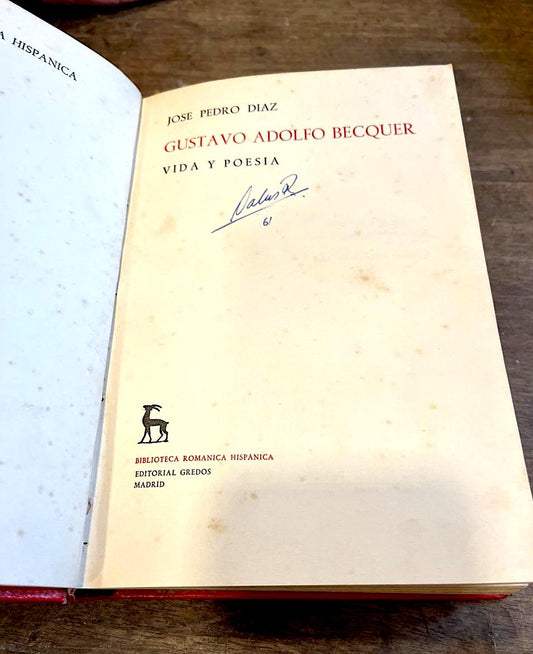 A HISPANICA
JOSE PEDRO DIAZ
GUSTAVO ADOLFO BECQUER
VIDA Y POESIA
61
BIBLIOTECA ROMANICA HISPANICA
EDITORIAL GREDOS
MADRID